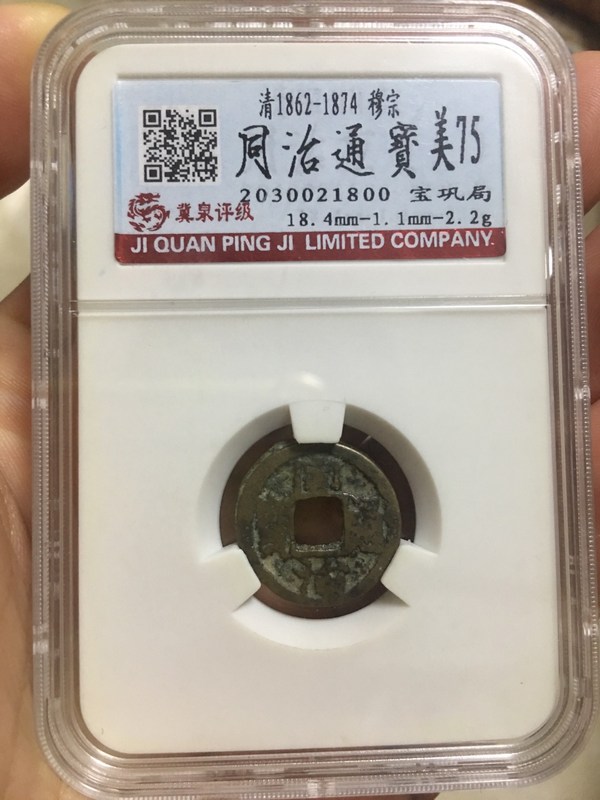 清1862-1874 穆宗
同治通寳 美75
2030021800 宝巩局
冀泉评级 18.4mm-1.1mm-2.2g
JI QUAN PING JI LIMITED COMPANY.